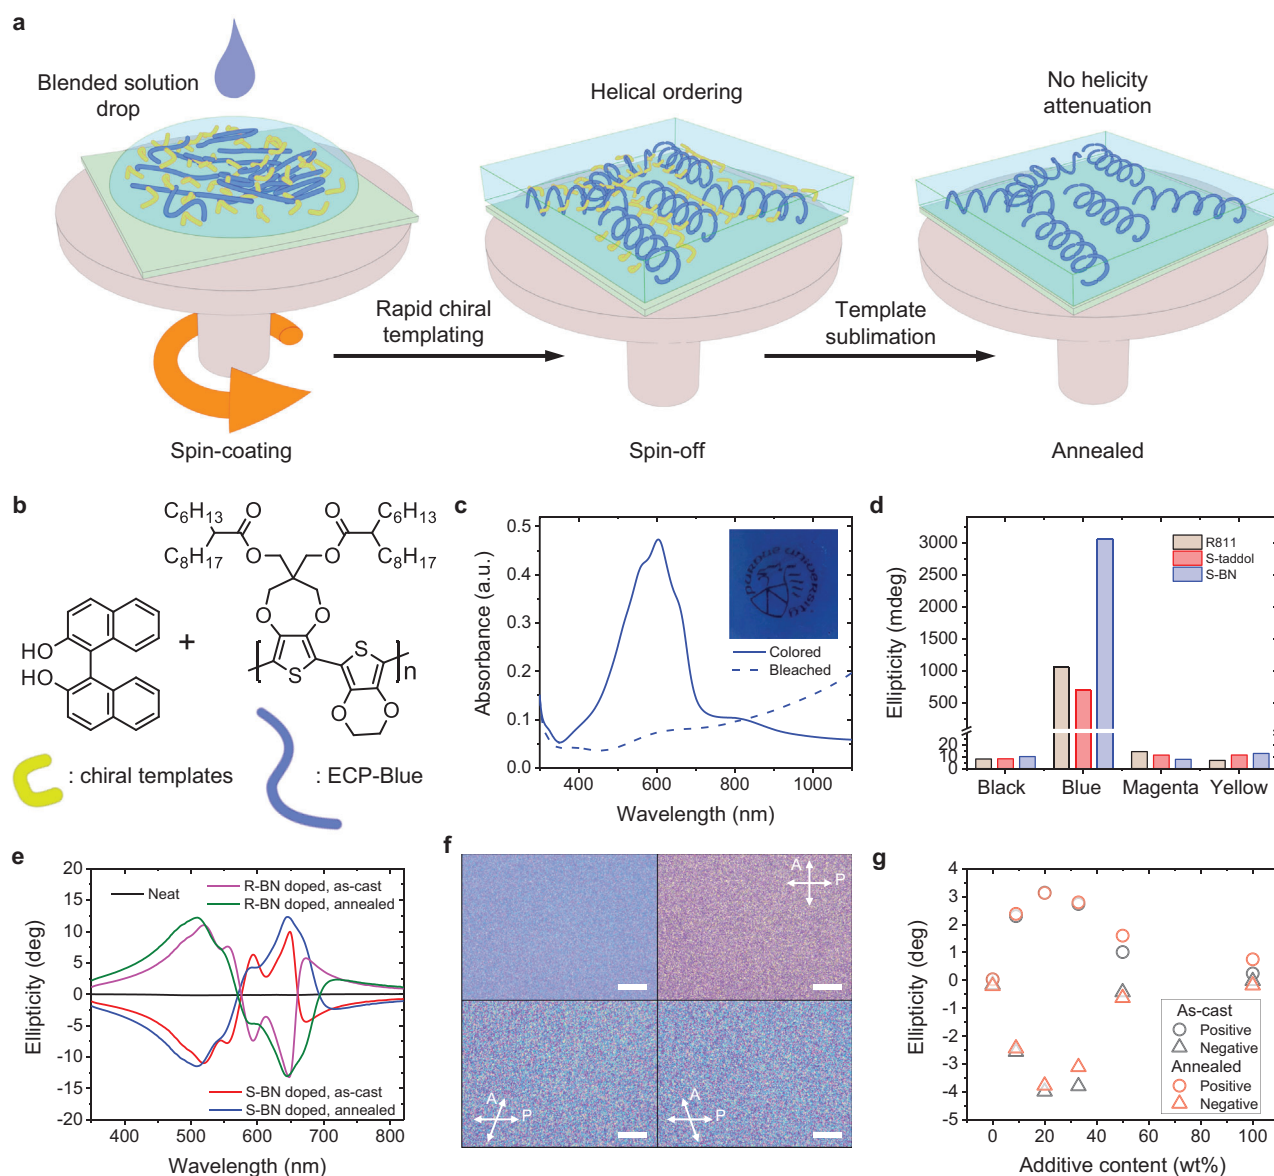 a
Blended solution
drop
Helical ordering
No helicity
attenuation
Rapid chiral
templating
Template
sublimation
Spin-coating
Spin-off
Annealed
b
C6H13
O
O
C6H13
C8H17
O
O
C8H17
O
O
HO
HO
+
S
S
n
O
O
: chiral templates
: ECP-Blue
c
0.5
0.4
0.3
0.2
0.1
0.0
Absorbance (a.u.)
purdue university
Colored
Bleached
400
600
800
1000
Wavelength (nm)
d
3000
2500
2000
1500
1000
500
20
10
0
Ellipticity (mdeg)
R811
S-taddol
S-BN
Black
Blue
Magenta
Yellow
e
20
15
10
5
0
-5
-10
-15
-20
Ellipticity (deg)
Neat
R-BN doped, as-cast
R-BN doped, annealed
S-BN doped, as-cast
S-BN doped, annealed
400
500
600
700
800
Wavelength (nm)
f
A
P
A
P
A
P
g
4
3
2
1
0
-1
-2
-3
-4
-5
Ellipticity (deg)
As-cast
Positive
Negative
Annealed
Positive
Negative
0
20
40
60
80
100
Additive content (wt%)